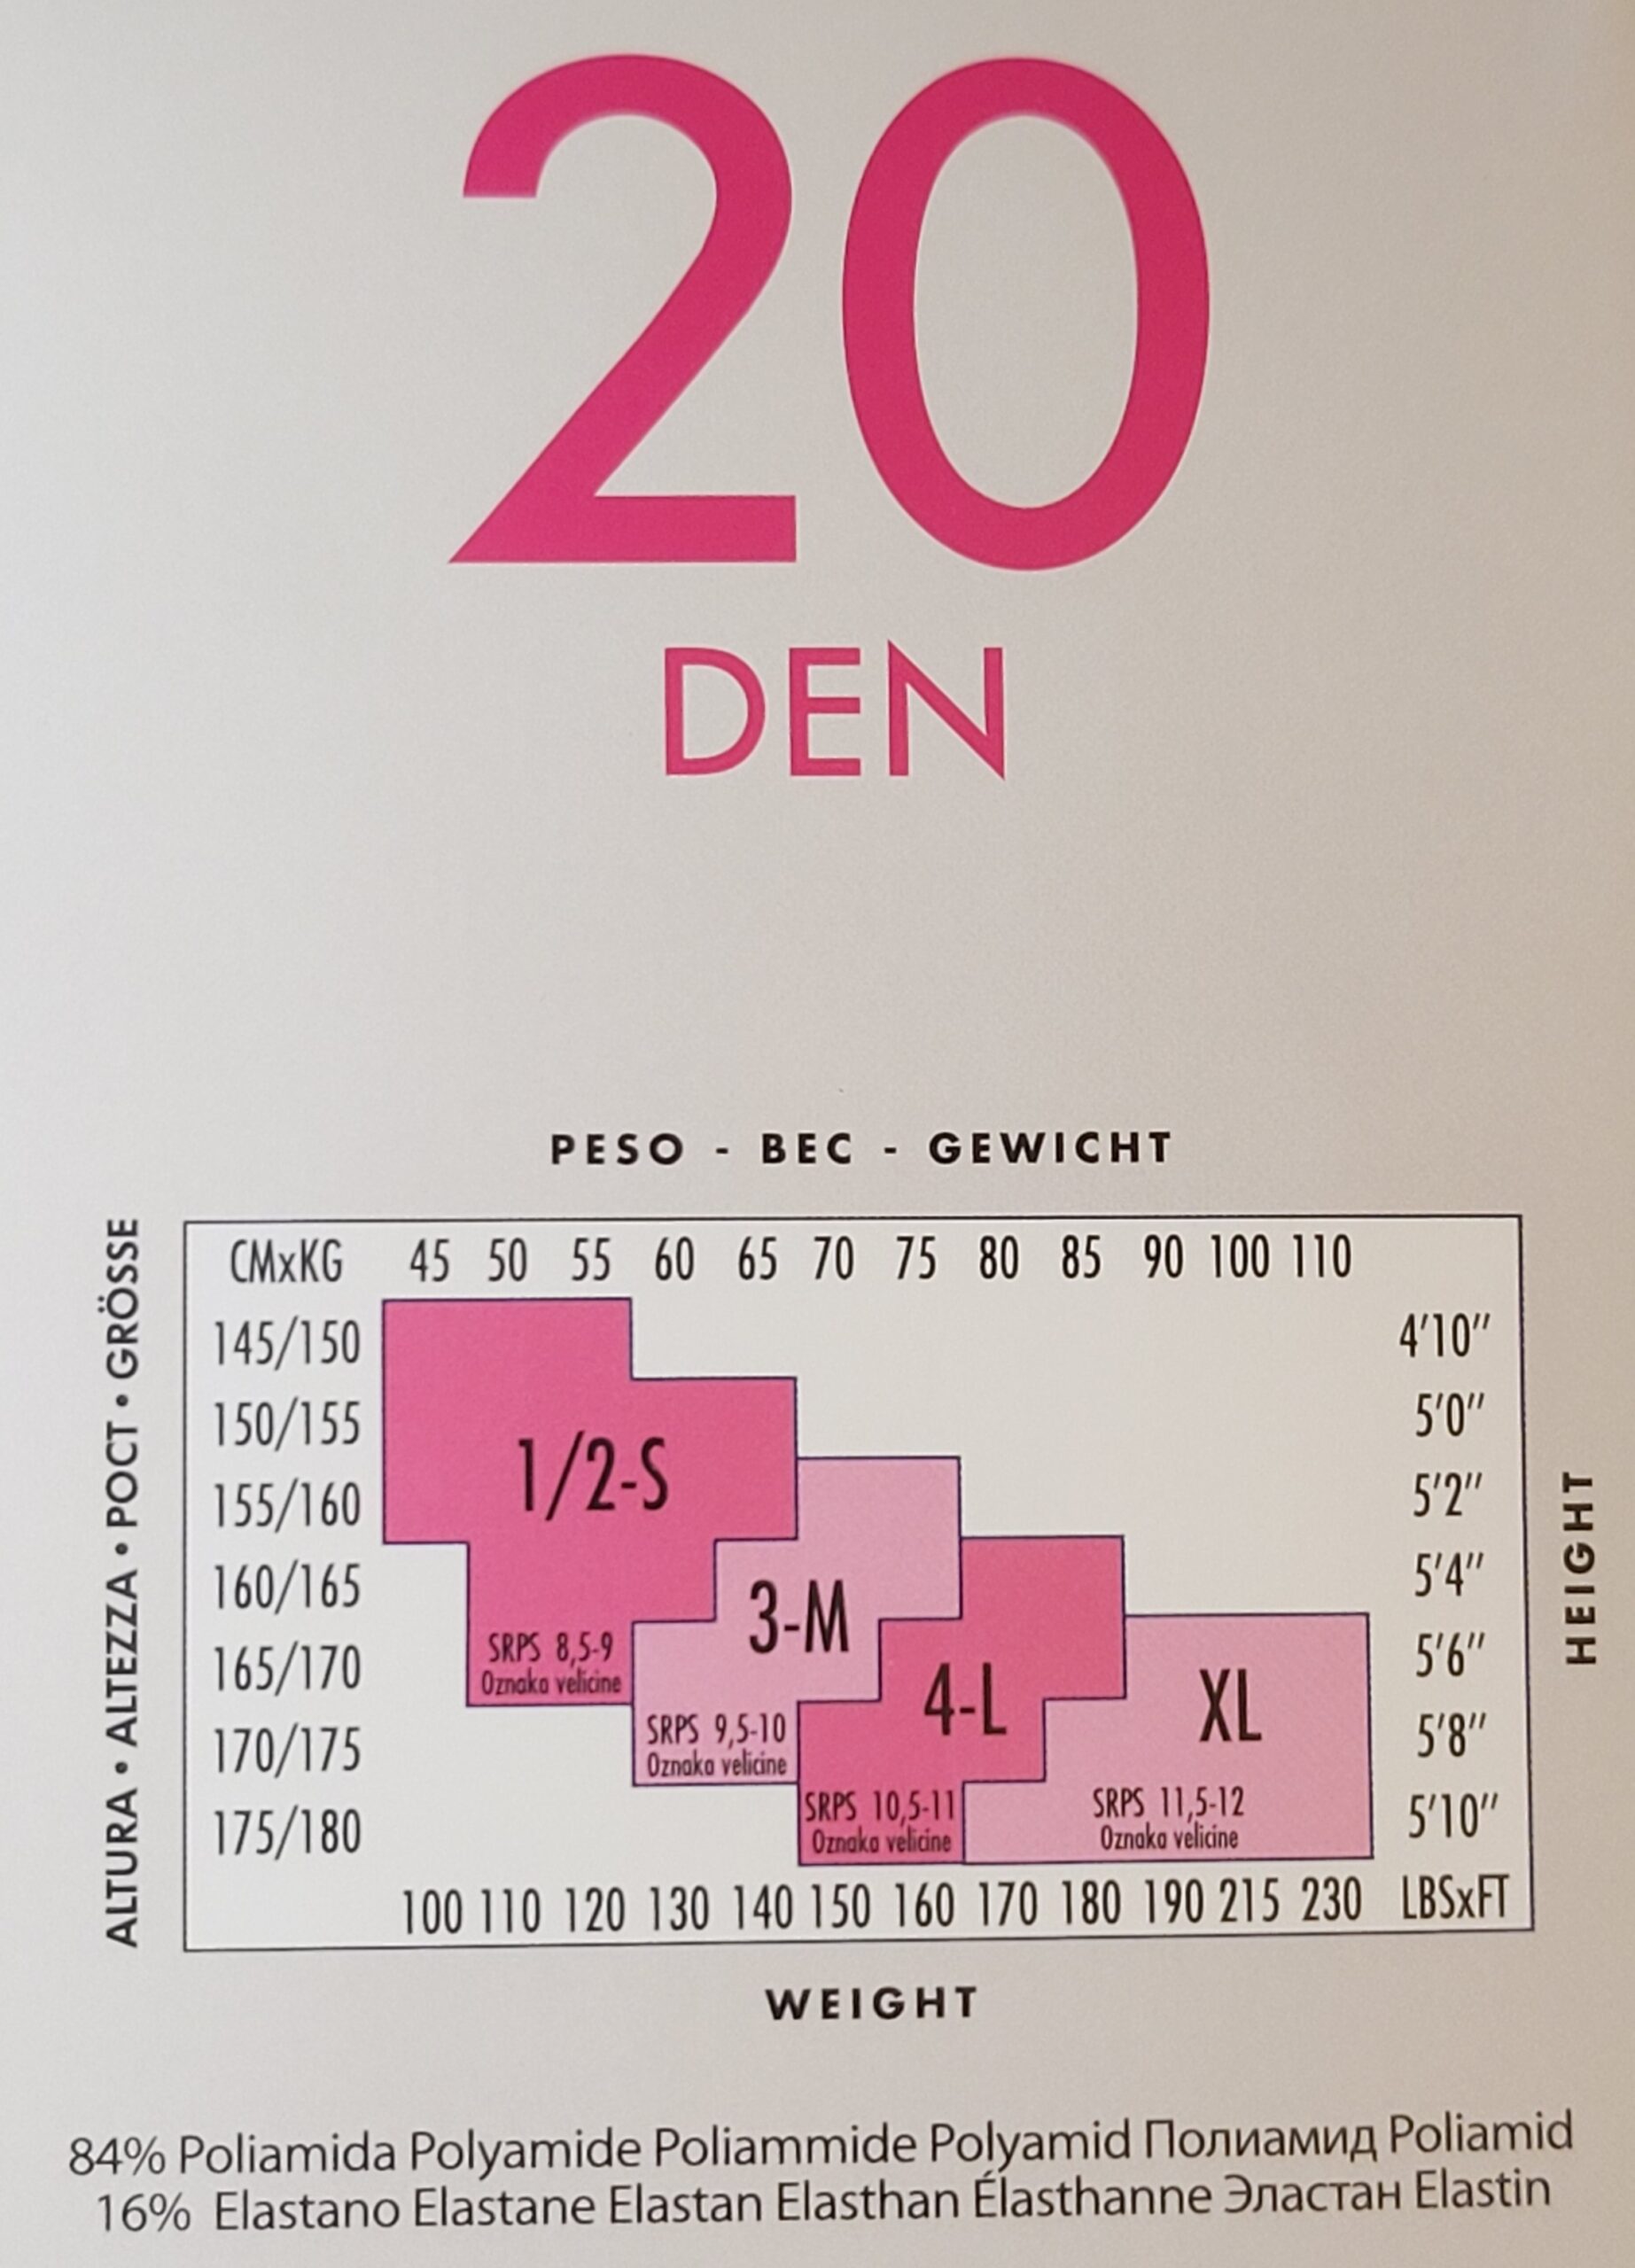 20
DEN
PESO - ВЕС - GEWICHT
ALTURA • ALTEZZA • РОСТ • GRÖSSE
CMxKG 45 50 55 60 65 70 75 80 85 90 100 110
145/150 4'10"
150/155 5'0"
1/2-S
155/160 5'2"
160/165 5'4"
3-M
SRPS 8,5-9
Oznaka velicine
165/170 5'6"
4-L
XL
SRPS 9,5-10
Oznaka velicine
170/175 5'8"
SRPS 10,5-11
Oznaka velicine
SRPS 11,5-12
Oznaka velicine
175/180 5'10"
100 110 120 130 140 150 160 170 180 190 215 230 LBSxFT
HEIGHT
WEIGHT
84% Poliamida Polyamide Poliammide Polyamid Полиамид Poliamid
16% Elastano Elastane Elastan Elasthan Élasthanne Эластан Elastin